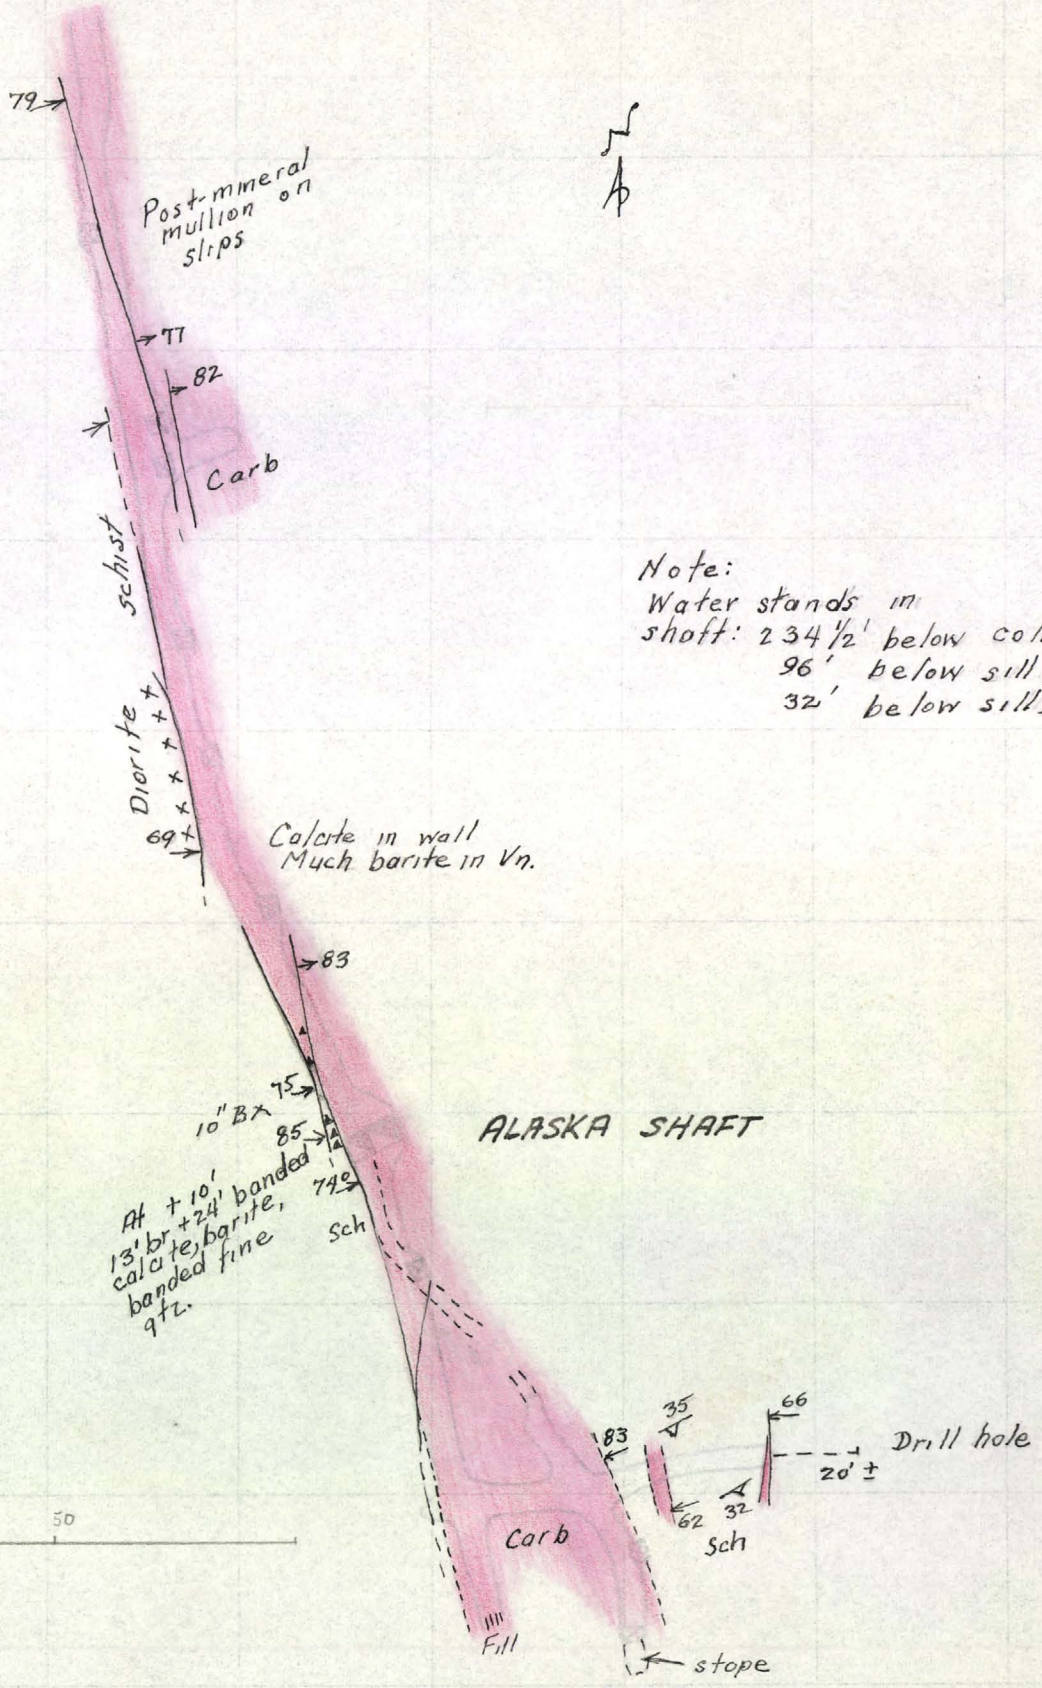 N
79
Post-mineral
mullion on
slips
77
82
Carb
schist
Note:
Water stands in
shaft: 234 1/2' below col
96' below sill
32' below sill
Diorite
69
Calcite in wall
Much barite in Vn.
83
75
10" Bx
85
74°
ALASKA SHAFT
At + 10'
13' br + 24' banded
calcite, barite,
banded fine
qtz.
Sch
35
66
83
Drill hole
20' ±
62
32
Sch
50
Carb
Fill
stope